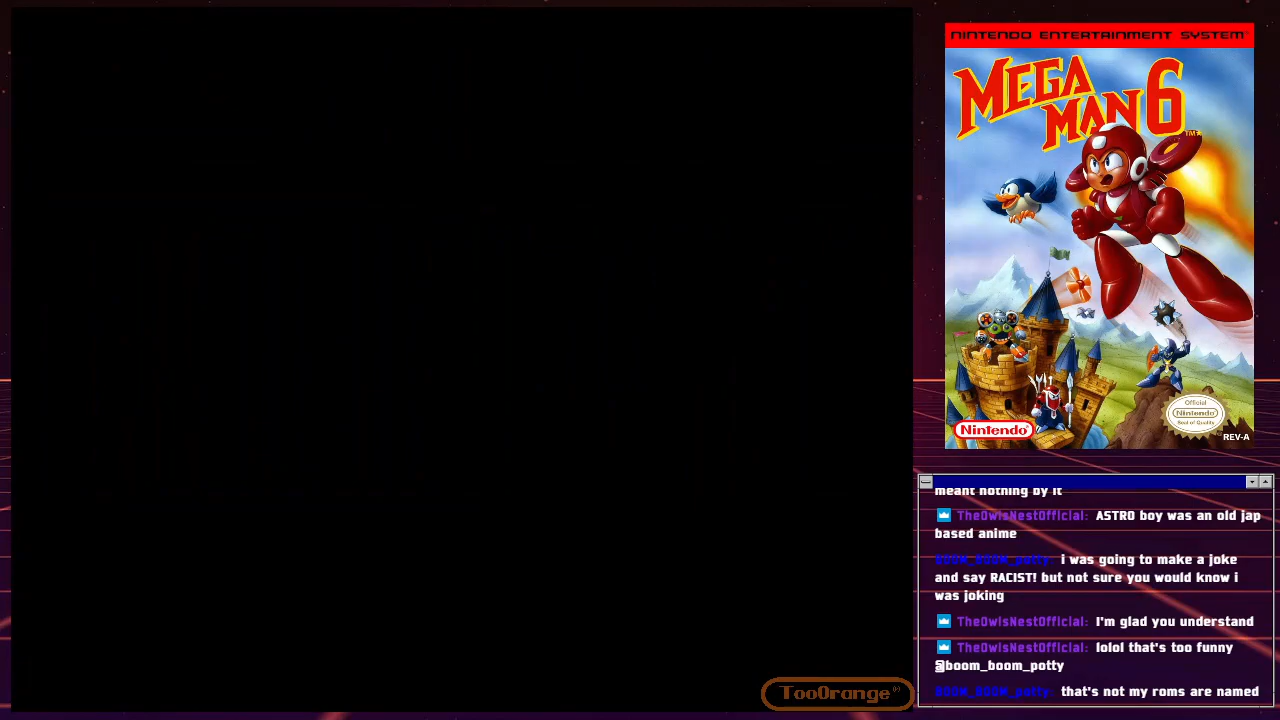 NINTENDO ENTERTAINMENT SYSTEM®
MEGA
MAN 6
TM
Official
Nintendo
Seal of Quality
Nintendo®
REV-A
meant nothing by it
TheOwlsNestOfficial: ASTRO boy was an old jap
based anime
BOOM_BOOM_potty: i was going to make a joke
and say RACIST! but not sure you would know i
was joking
TheOwlsNestOfficial: I'm glad you understand
TheOwlsNestOfficial: lolol that's too funny
@boom_boom_potty
BOOM_BOOM_potty: that's not my roms are named
TooOrange®